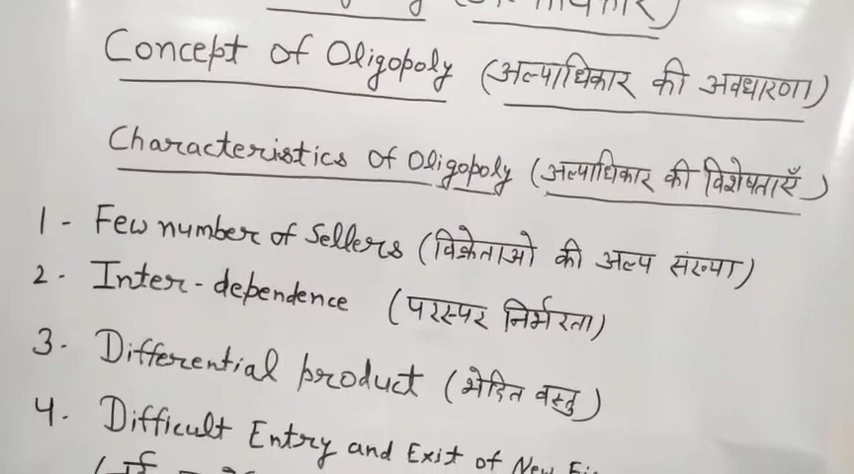 Concept of Oligopoly (अल्पाधिकार की अवधारणा)
Characteristics of Oligopoly (अल्पाधिकार की विशेषताएँ)
1 - Few number of Sellers (विक्रेताओ की अल्प संख्या)
2 - Inter-dependence (परस्पर निर्भरता)
3. Differential product (भेदित वस्तु)
4. Difficult Entry and Exit of New